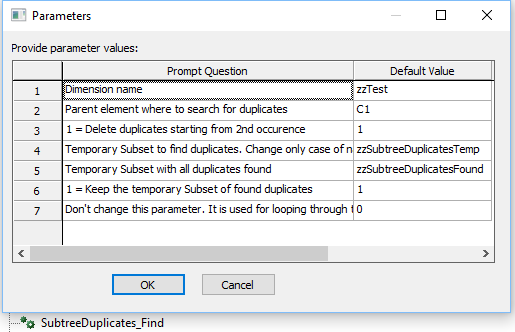 Parameters
Provide parameter values:
Prompt Question Default Value
1 Dimension name zzTest
2 Parent element where to search for duplicates C1
3 1 = Delete duplicates starting from 2nd occurence 1
4 Temporary Subset to find duplicates. Change only case of zzSubtreeDuplicatesTemp
5 Temporary Subset with all duplicates found zzSubtreeDuplicatesFound
6 1 = Keep the temporary Subset of found duplicates 1
7 Don't change this parameter. It is used for looping through 0
OK Cancel
SubtreeDuplicates_Find